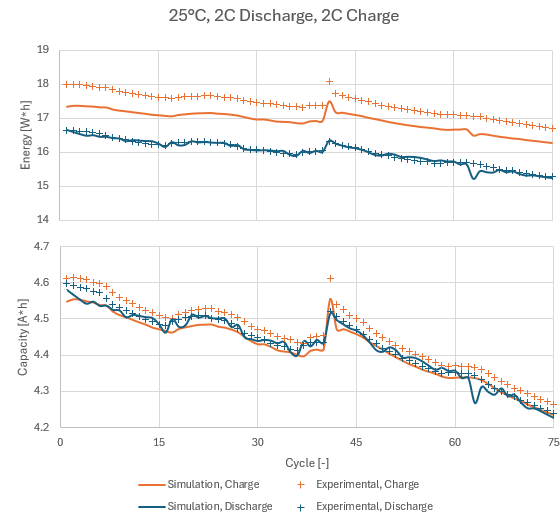 25°C, 2C Discharge, 2C Charge
19
18
17
16
15
14
Energy [W*h]
4.7
4.6
4.5
4.4
4.3
4.2
Capacity [A*h]
0 15 30 45 60 75
Cycle [-]
Simulation, Charge Experimental, Charge
Simulation, Discharge Experimental, Discharge